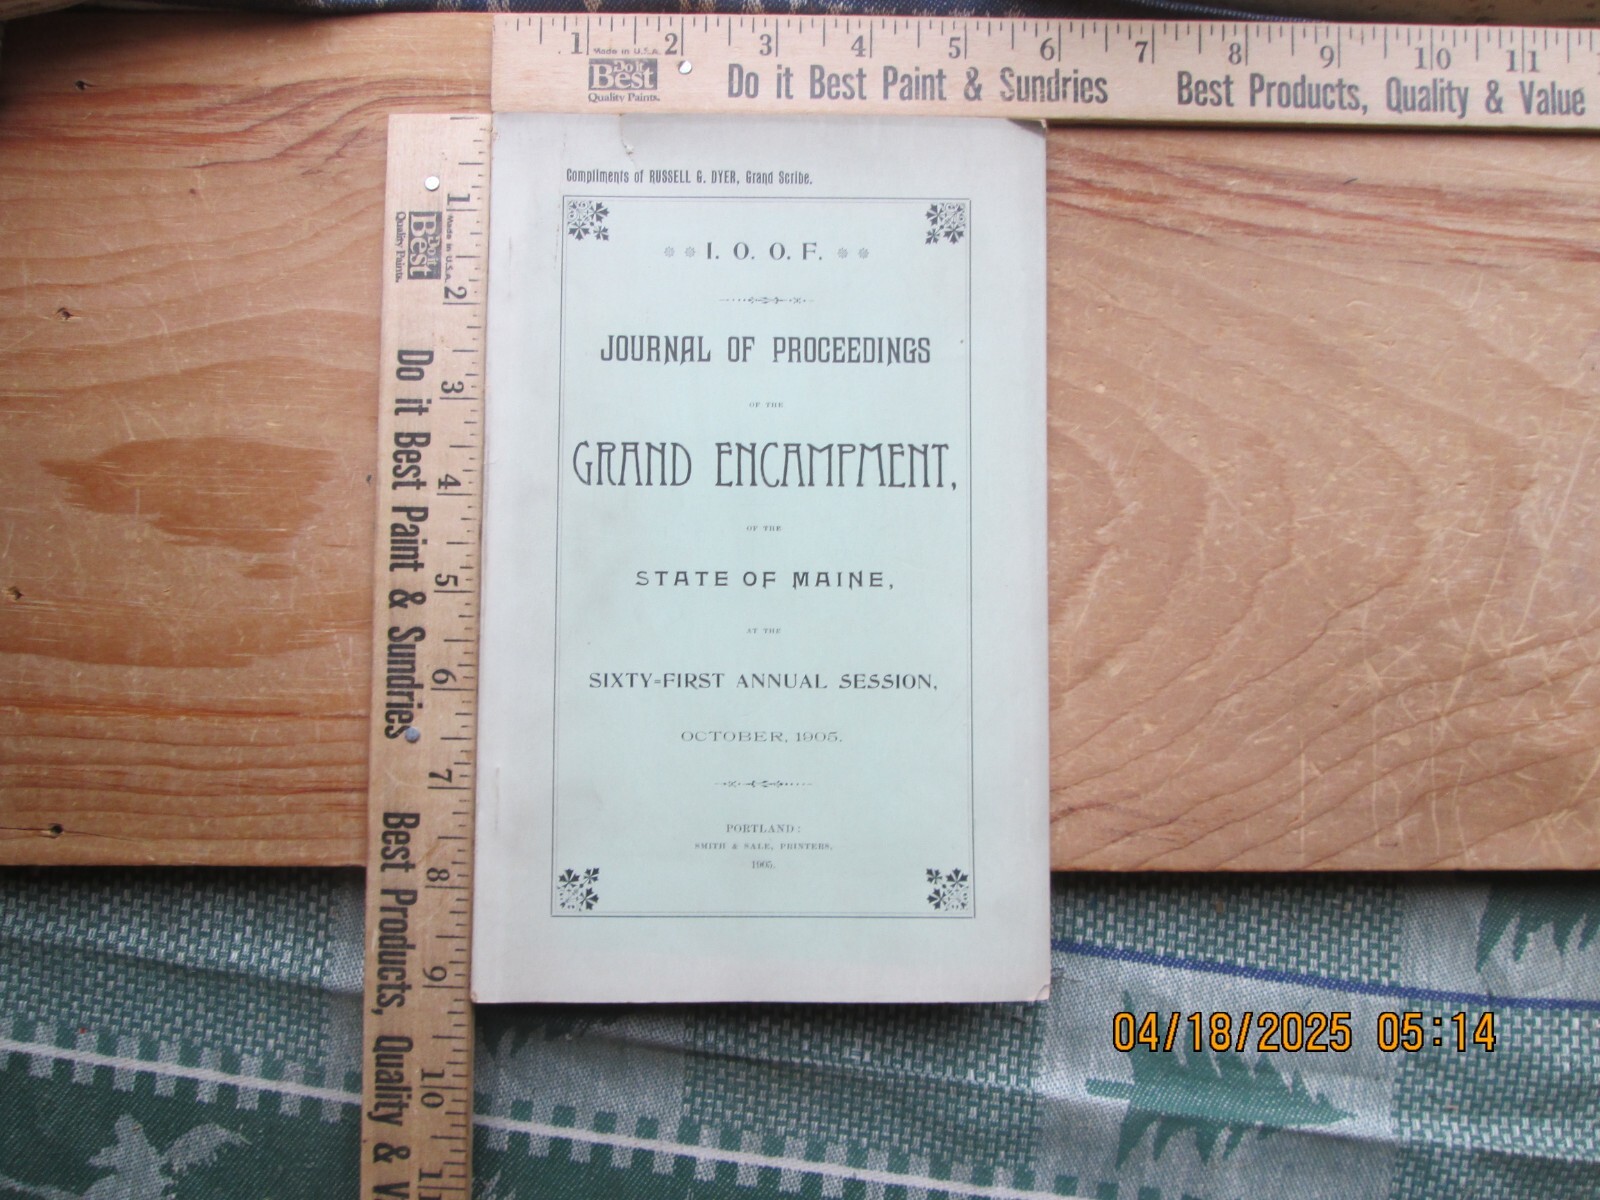 1 2 3 4 5 6 7 8 9 10 11
Made in U.S.A.
Do it
Best
Quality Paints.
Do it Best Paint & Sundries Best Products, Quality & Value
1 2 3 4 5 6 7 8 9 10 11
Made in U.S.A.
Do it
Best
Quality Paints.
Do it Best Paint & Sundries Best Products, Quality & V
Compliments of RUSSELL G. DYER, Grand Scribe.
I. O. O. F.
JOURNAL OF PROCEEDINGS
OF THE
GRAND ENCAMPMENT,
OF THE
STATE OF MAINE,
AT THE
SIXTY=FIRST ANNUAL SESSION,
OCTOBER, 1905.
PORTLAND:
SMITH & SALE, PRINTERS.
1905.
04/18/2025 05:14